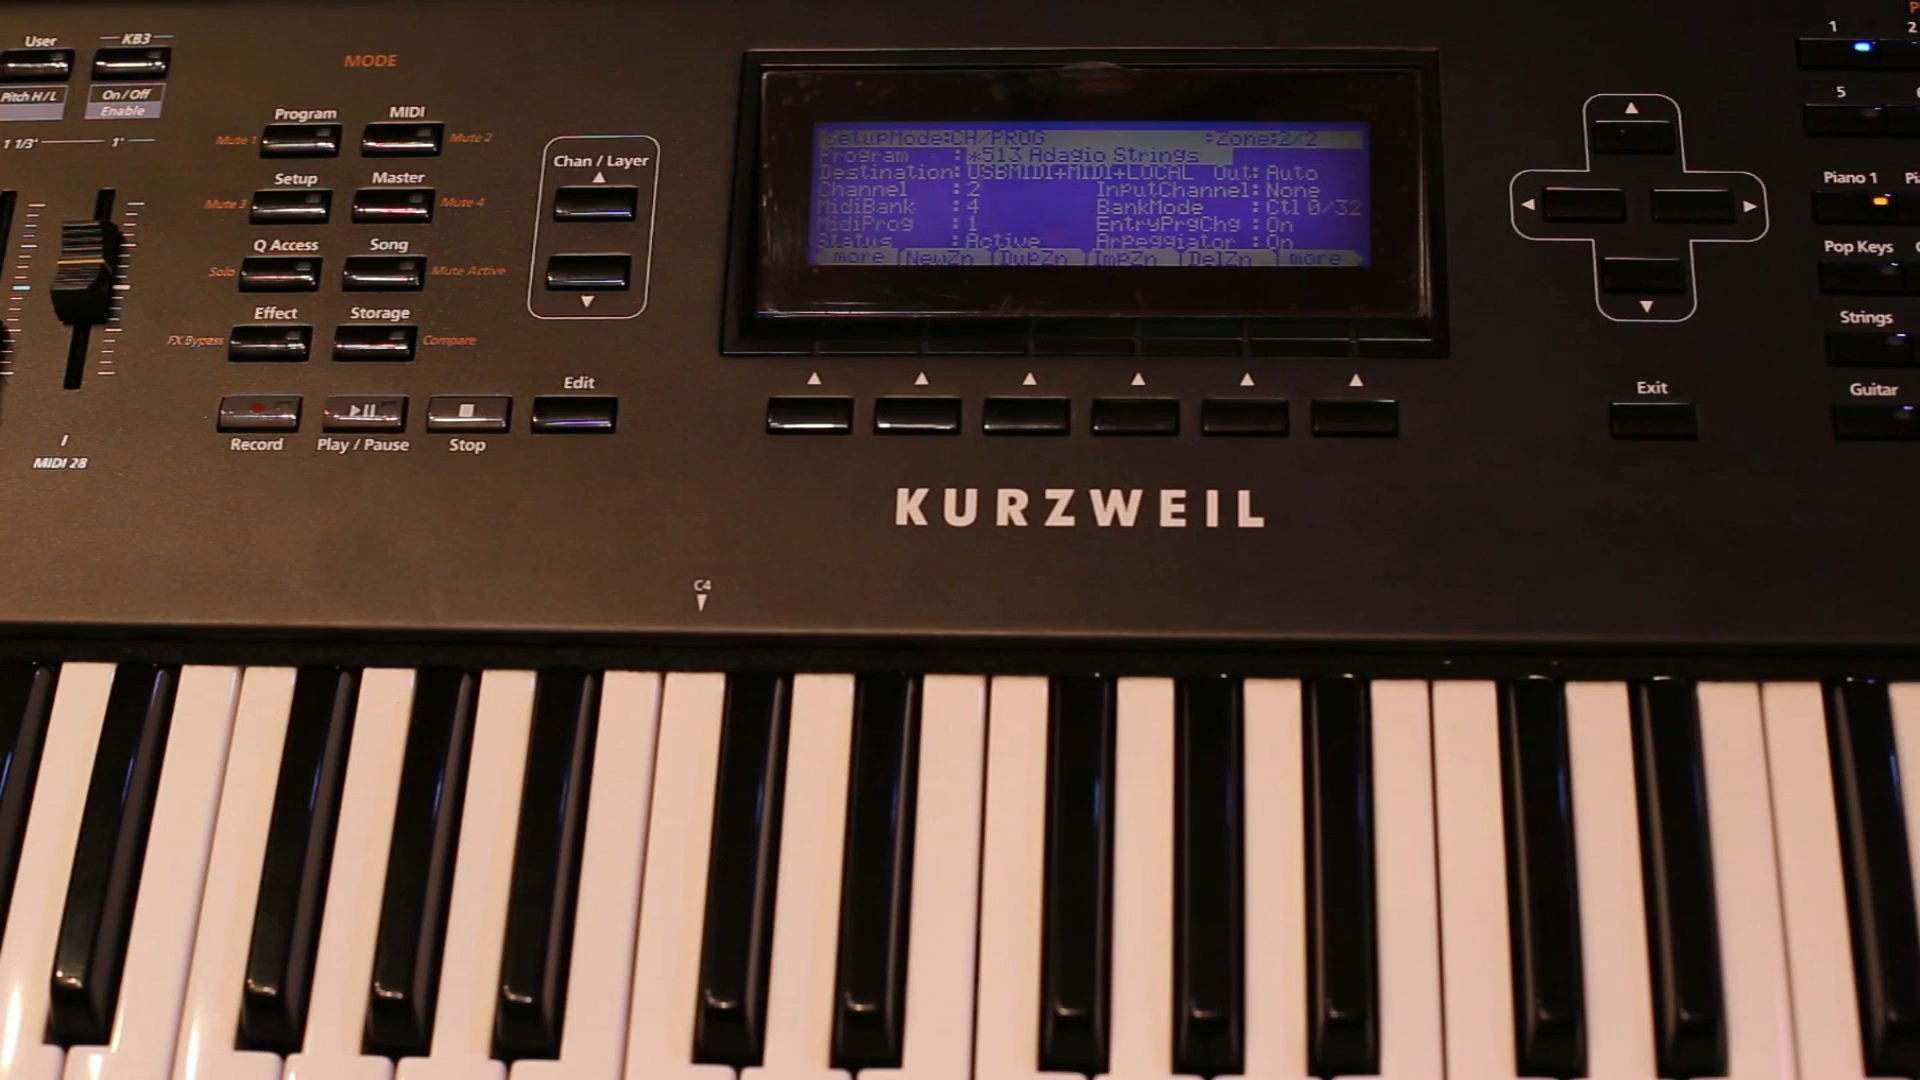 User
KB3
Pitch H/L
On/Off
Enable
1 1/3'
1'
MIDI 28
MODE
Program
MIDI
Mute 1
Mute 2
Setup
Master
Mute 3
Mute 4
Q Access
Song
Solo
Mute Active
Effect
Storage
FX Bypass
Compare
Record
Play / Pause
Stop
Edit
Chan / Layer
SetupMode:CH/PROG Zone:2/2
Program :*513 Adagio Strings
Destination:USBMIDI+MIDI+LOCAL Out:Auto
Channel :2 InputChannel:None
MidiBank :4 BankMode :Ctl 0/32
MidiProg :1 EntryPrgChg :On
Status :Active Arpeggiator :On
more NewZn DupZn ImpZn DelZn more
KURZWEIL
C4
Exit
1
2
5
Piano 1
Pop Keys
Strings
Guitar